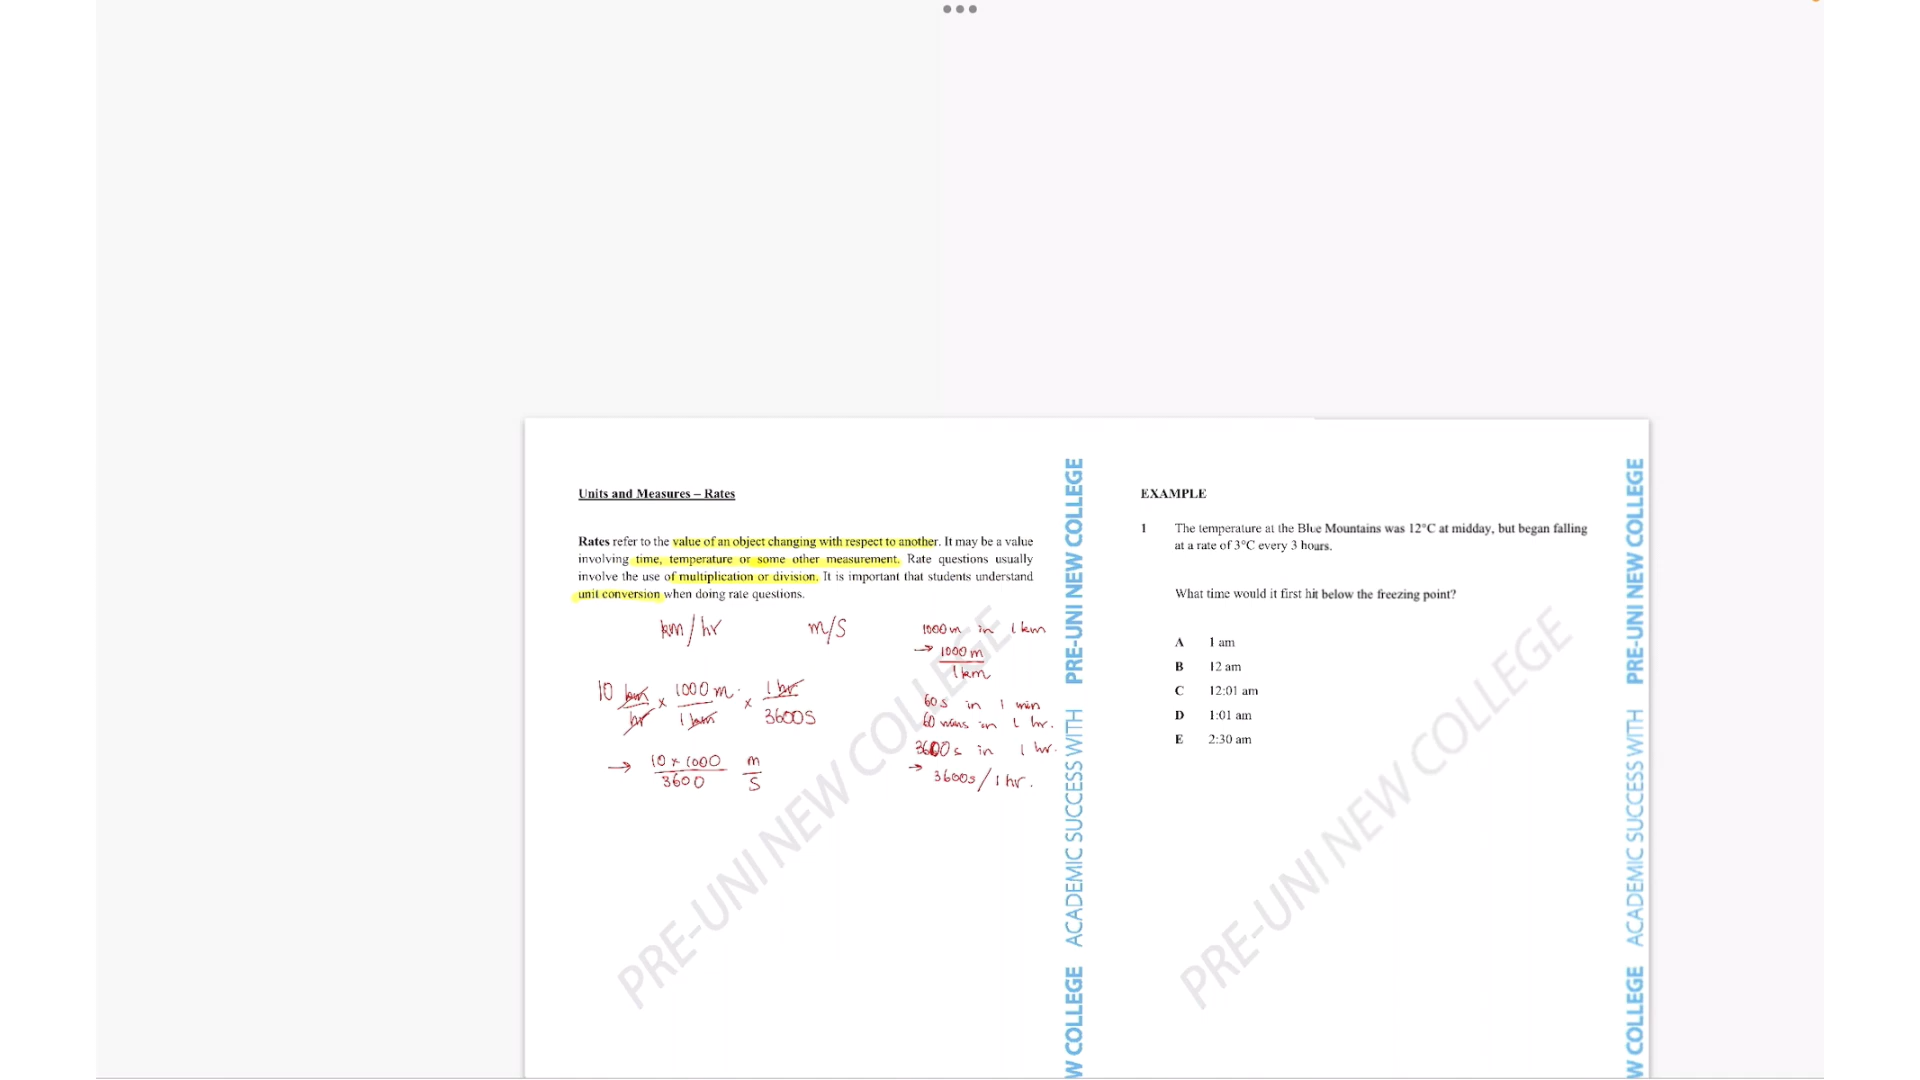 Units and Measures – Rates
Rates refer to the value of an object changing with respect to another. It may be a value
involving time, temperature or some other measurement. Rate questions usually
involve the use of multiplication or division. It is important that students understand
unit conversion when doing rate questions.
km/hr m/s
10 km/hr × 1000 m/1 km × 1 hr/3600s
→ 10 × 1000/3600 m/s
1000 m in 1 km
→ 1000 m/1 km
60 s in 1 min
60 mins in 1 hr.
3600 s in 1 hr.
→ 3600s/1 hr.
EXAMPLE
1 The temperature at the Blue Mountains was 12°C at midday, but began falling
at a rate of 3°C every 3 hours.
What time would it first hit below the freezing point?
A 1 am
B 12 am
C 12:01 am
D 1:01 am
E 2:30 am
PRE-UNI NEW COLLEGE
PRE-UNI NEW COLLEGE
W COLLEGE ACADEMIC SUCCESS WITH PRE-UNI NEW COLLEGE
W COLLEGE ACADEMIC SUCCESS WITH PRE-UNI NEW COLLEGE